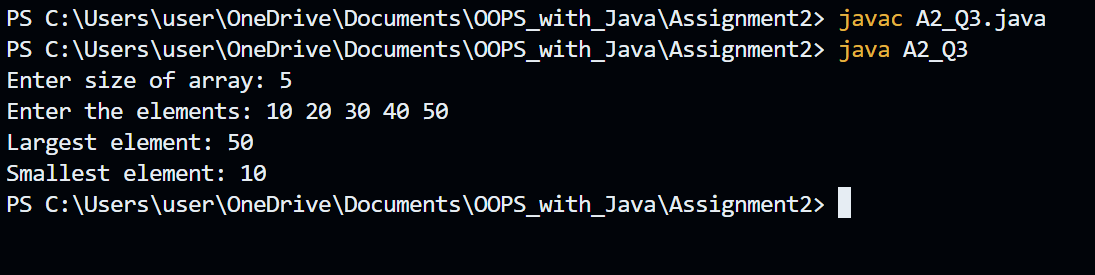 PS C:\Users\user\OneDrive\Documents\OOPS_with_Java\Assignment2> javac A2_Q3.java
PS C:\Users\user\OneDrive\Documents\OOPS_with_Java\Assignment2> java A2_Q3
Enter size of array: 5
Enter the elements: 10 20 30 40 50
Largest element: 50
Smallest element: 10
PS C:\Users\user\OneDrive\Documents\OOPS_with_Java\Assignment2>